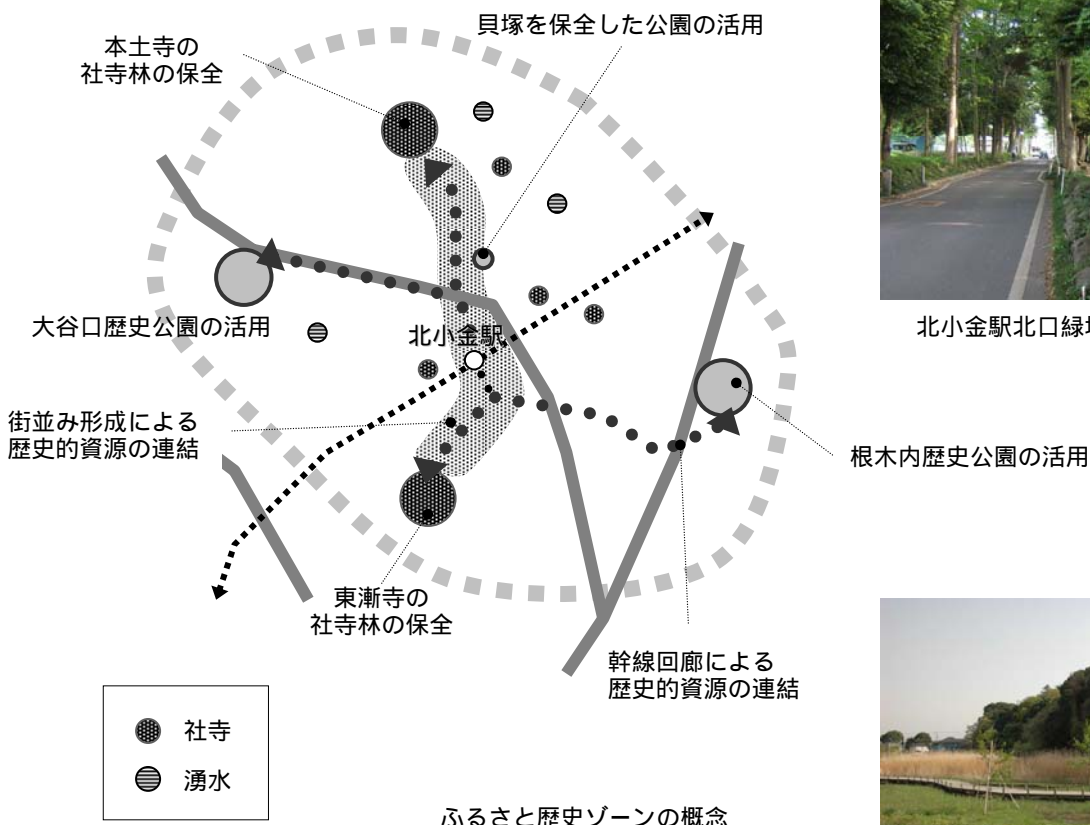 貝塚を保全した公園の活用
本土寺の
社寺林の保全
大谷口歴史公園の活用
北小金駅
北小金駅北口緑
街並み形成による
歴史的資源の連結
根木内歴史公園の活用
東漸寺の
社寺林の保全
幹線回廊による
歴史的資源の連結
社寺
湧水
ふるさと歴史ゾーンの概念